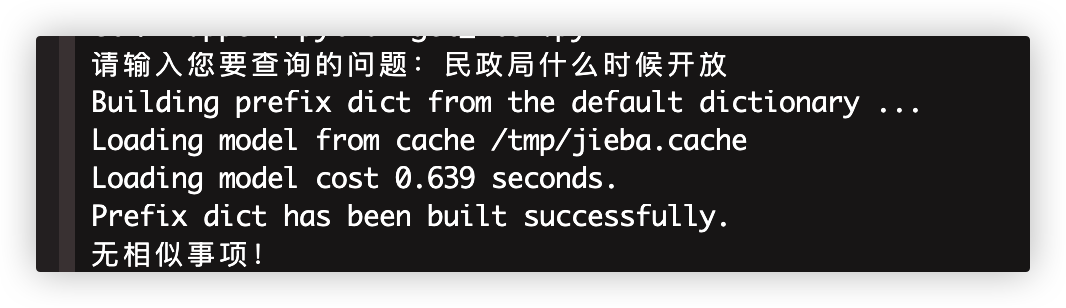 请输入您要查询的问题：民政局什么时候开放
Building prefix dict from the default dictionary ...
Loading model from cache /tmp/jieba.cache
Loading model cost 0.639 seconds.
Prefix dict has been built successfully.
无相似事项！